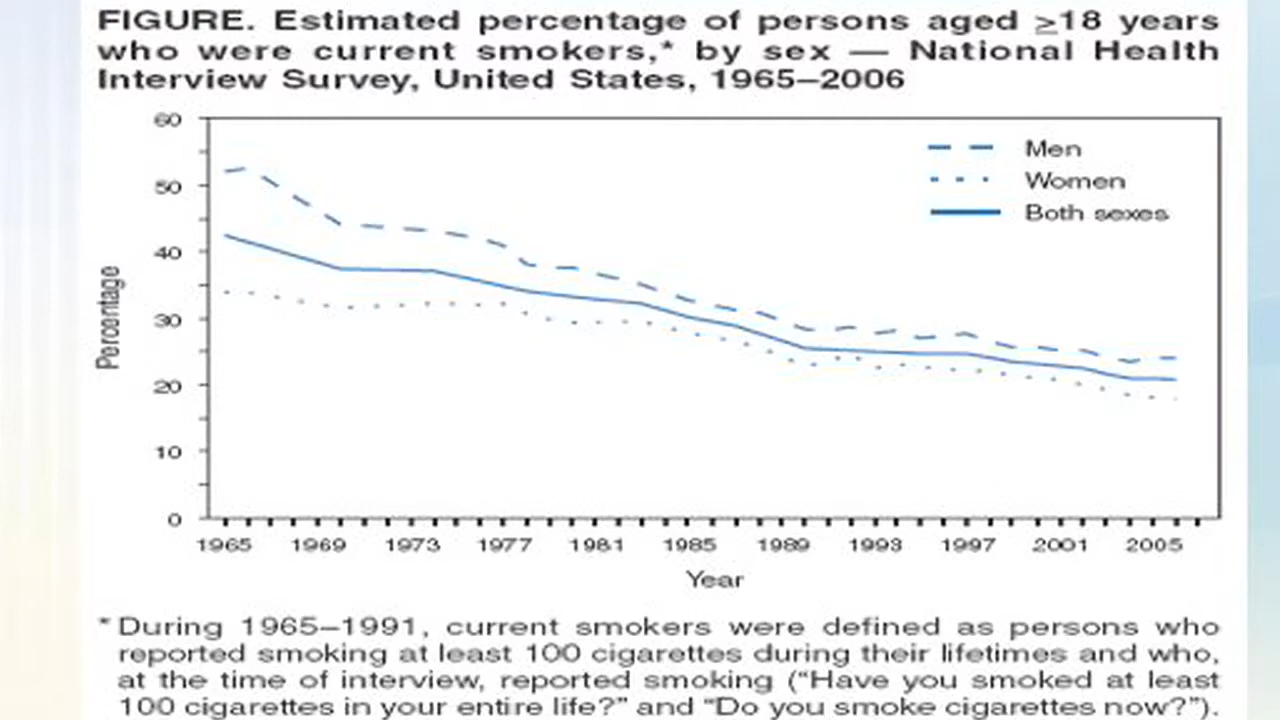 FIGURE. Estimated percentage of persons aged ≥18 years
who were current smokers,* by sex — National Health
Interview Survey, United States, 1965–2006
60
50
40
30
20
10
0
Percentage
Men
Women
Both sexes
1965 1969 1973 1977 1981 1985 1989 1993 1997 2001 2005
Year
* During 1965–1991, current smokers were defined as persons who
reported smoking at least 100 cigarettes during their lifetimes and who,
at the time of interview, reported smoking (“Have you smoked at least
100 cigarettes in your entire life?” and “Do you smoke cigarettes now?”).